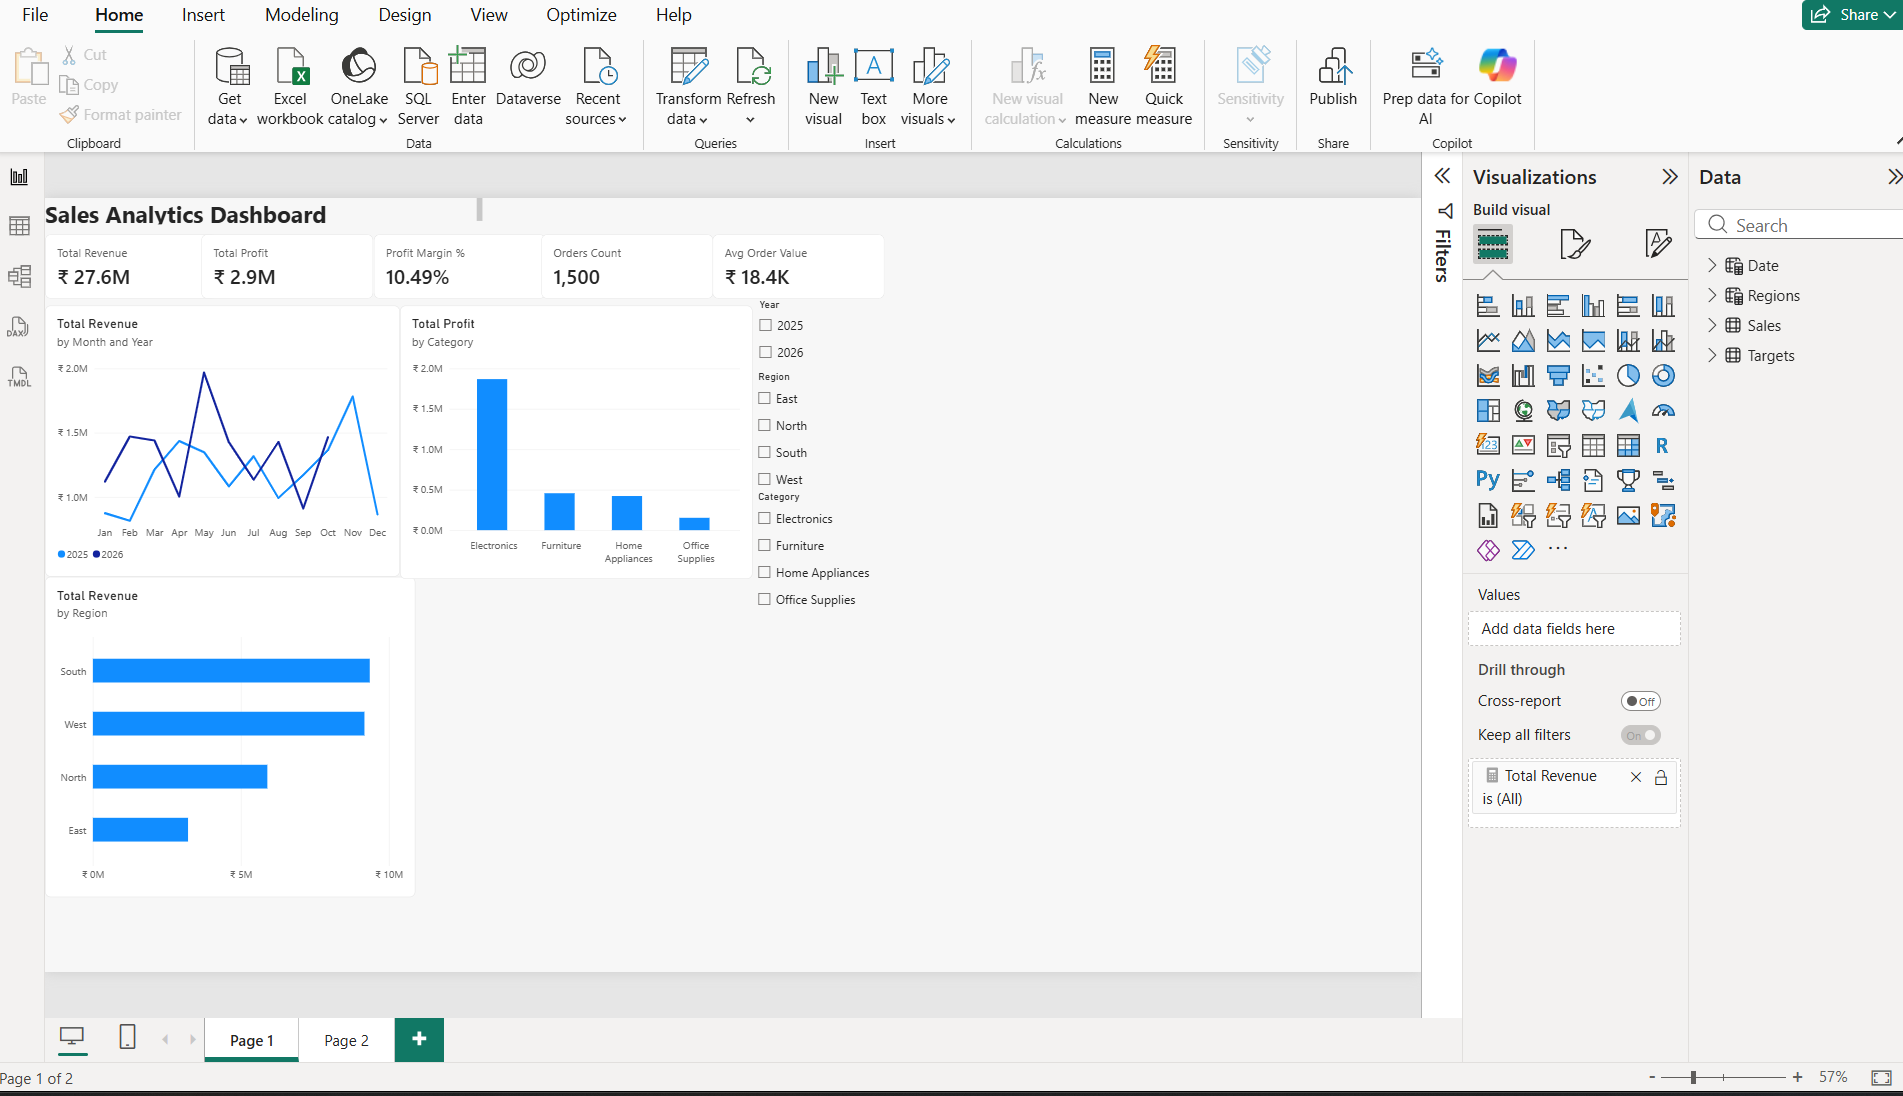 File Home Insert Modeling Design View Optimize Help Share
Paste
Cut
Copy
Format painter
Clipboard
Get data
Excel workbook
OneLake catalog
SQL Server
Enter data
Dataverse
Recent sources
Data
Transform data
Refresh
Queries
New visual
Text box
More visuals
Insert
New visual calculation
New measure
Quick measure
Calculations
Sensitivity
Sensitivity
Publish
Share
Prep data for AI
Copilot
Copilot
Sales Analytics Dashboard
Total Revenue
₹ 27.6M
Total Profit
₹ 2.9M
Profit Margin %
10.49%
Orders Count
1,500
Avg Order Value
₹ 18.4K
Total Revenue
by Month and Year
₹ 2.0M
₹ 1.5M
₹ 1.0M
Jan Feb Mar Apr May Jun Jul Aug Sep Oct Nov Dec
2025 2026
Total Profit
by Category
₹ 2.0M
₹ 1.5M
₹ 1.0M
₹ 0.5M
₹ 0.0M
Electronics
Furniture
Home Appliances
Office Supplies
Year
2025
2026
Region
East
North
South
West
Category
Electronics
Furniture
Home Appliances
Office Supplies
Total Revenue
by Region
South
West
North
East
₹ 0M ₹ 5M ₹ 10M
Filters
Visualizations
Build visual
123
R
Py
Values
Add data fields here
Drill through
Cross-report
Off
Keep all filters
On
Total Revenue
is (All)
Data
Search
Date
Regions
Sales
Targets
DAX
TMDL
Page 1
Page 2
+
Page 1 of 2
- + 57%